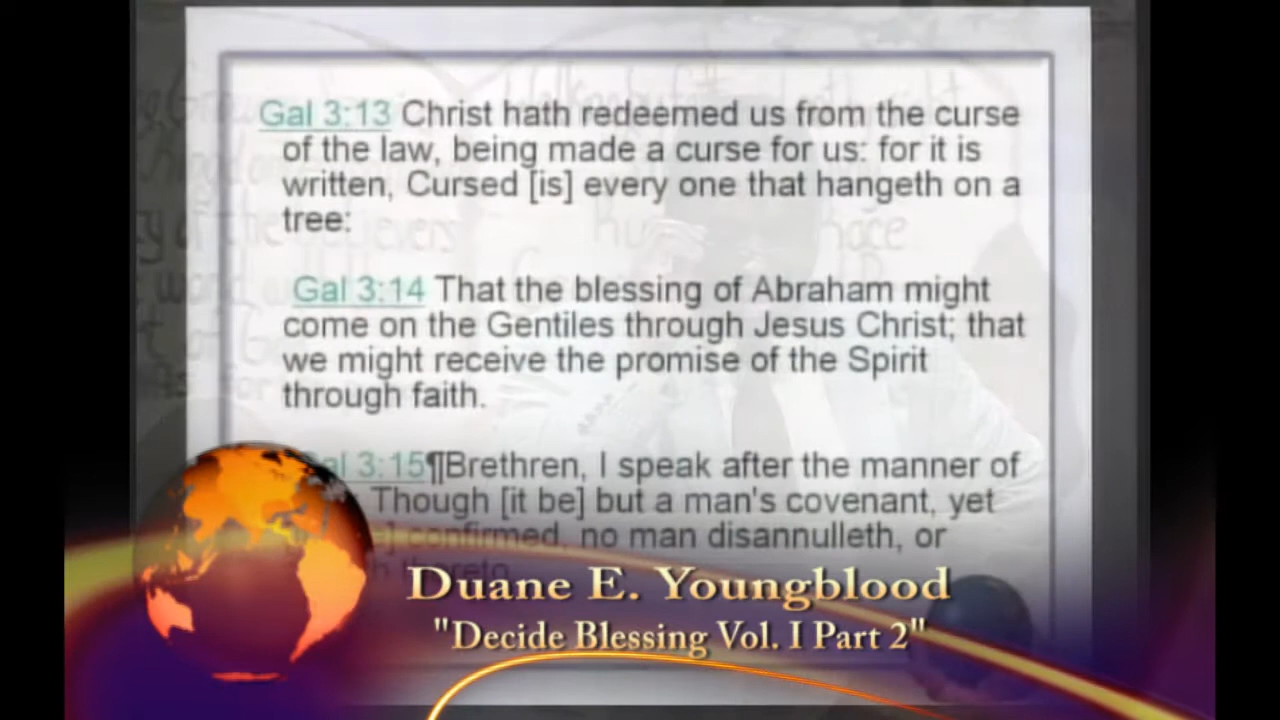 Gal 3:13 Christ hath redeemed us from the curse
of the law, being made a curse for us: for it is
written, Cursed [is] every one that hangeth on a
tree:
Gal 3:14 That the blessing of Abraham might
come on the Gentiles through Jesus Christ; that
we might receive the promise of the Spirit
through faith.
Gal 3:15¶Brethren, I speak after the manner of
Though [it be] but a man's covenant, yet
] confirmed, no man disannulleth, or
thereto.
Duane E. Youngblood
"Decide Blessing Vol. I Part 2"